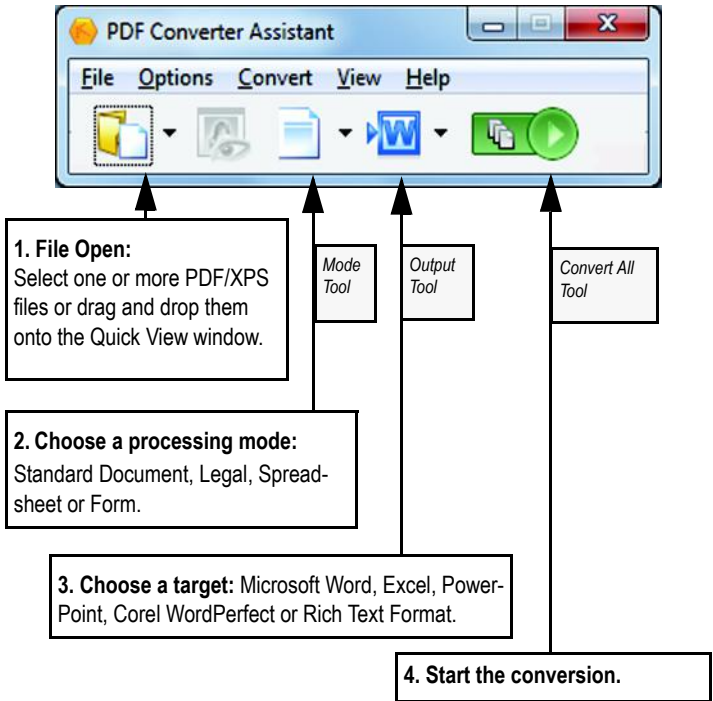 PDF Converter Assistant
File Options Convert View Help
W
1. File Open:
Select one or more PDF/XPS
files or drag and drop them
onto the Quick View window.
Mode
Tool
Output
Tool
Convert All
Tool
2. Choose a processing mode:
Standard Document, Legal, Spread-
sheet or Form.
3. Choose a target: Microsoft Word, Excel, Power-
Point, Corel WordPerfect or Rich Text Format.
4. Start the conversion.